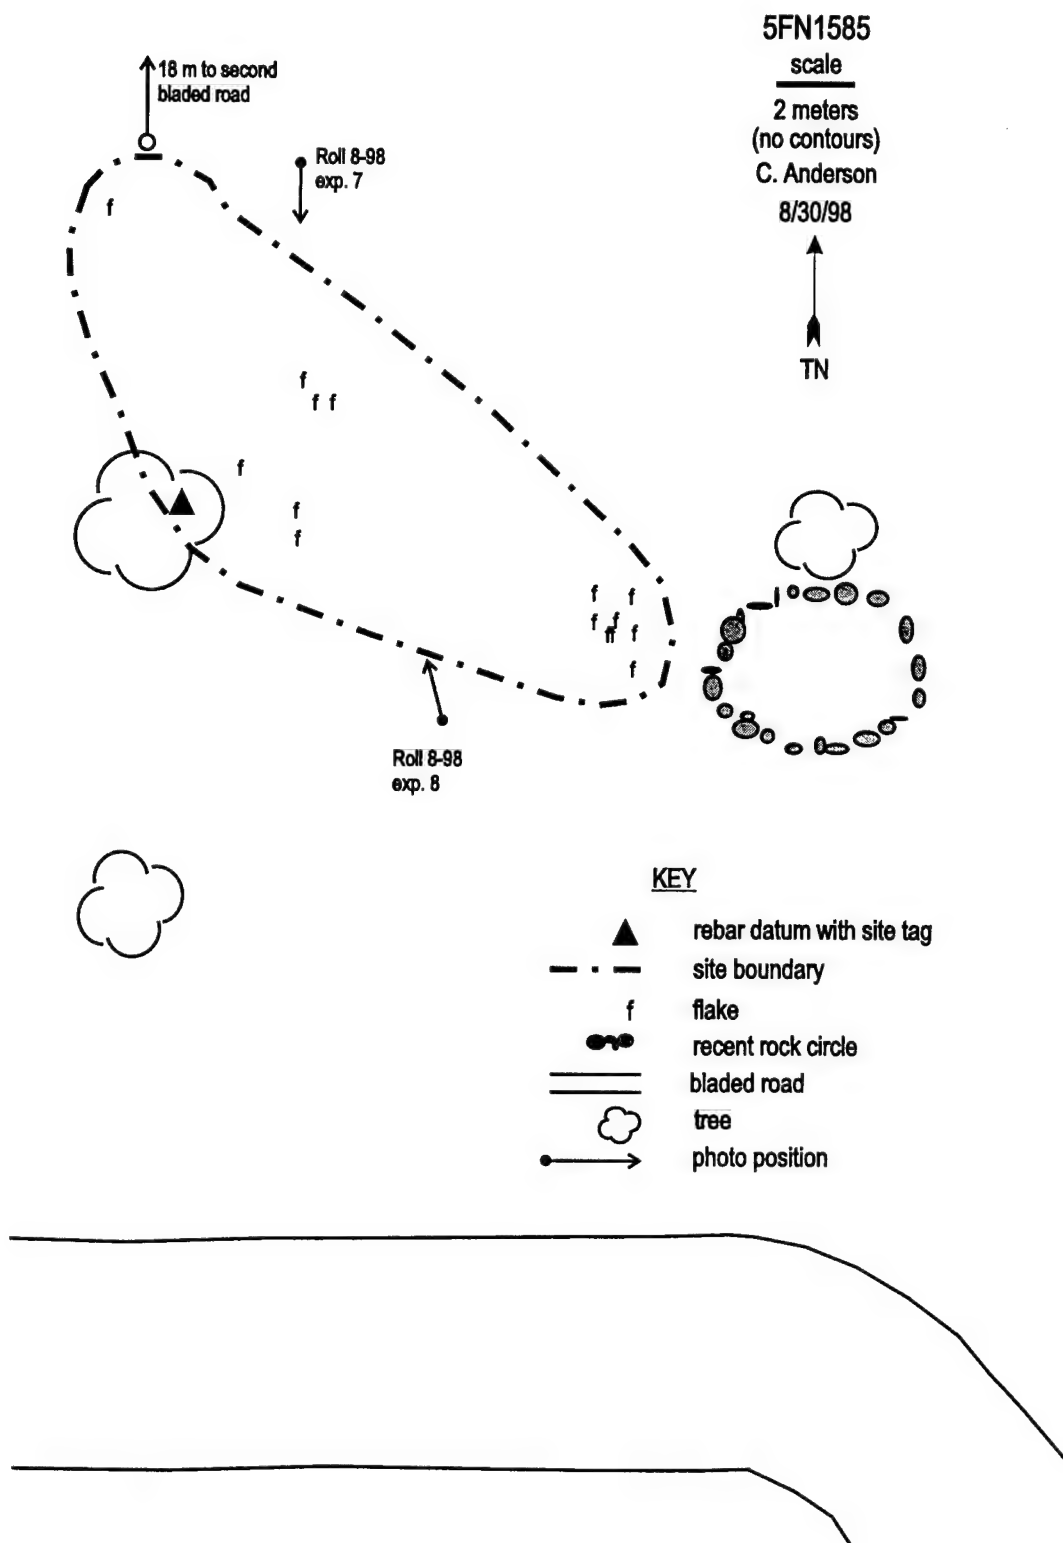 5FN1585
scale
2 meters
(no contours)
C. Anderson
8/30/98
TN
18 m to second
bladed road
Roll 8-98
exp. 7
f
f
f f
f
f
f
f f
f f
ff f
f
Roll 8-98
exp. 8
KEY
rebar datum with site tag
site boundary
f flake
recent rock circle
bladed road
tree
photo position